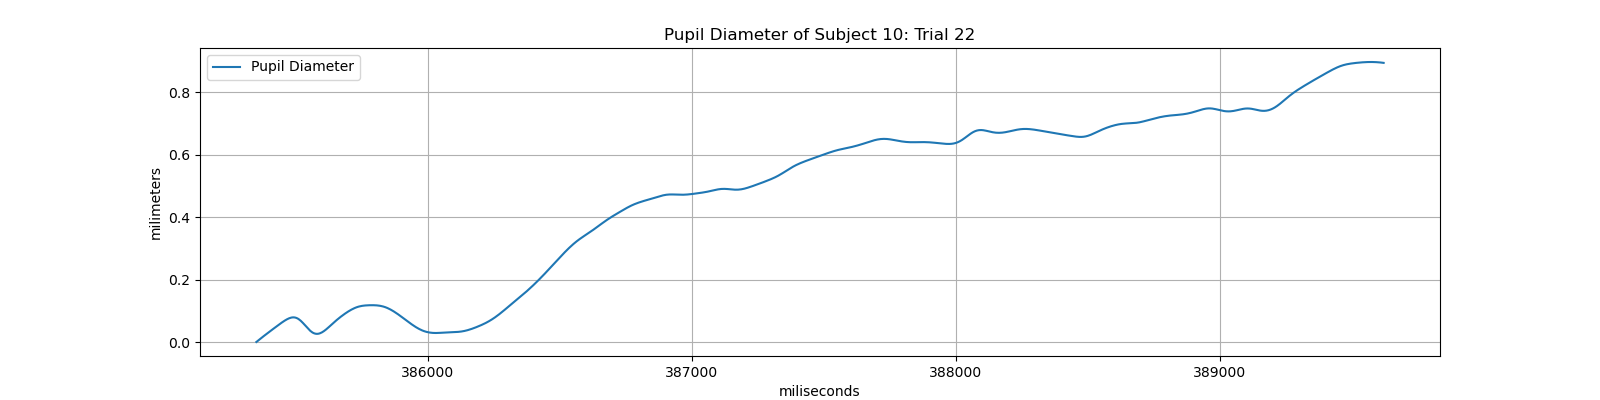 Pupil Diameter of Subject 10: Trial 22
Pupil Diameter
milimeters
0.8
0.6
0.4
0.2
0.0
386000 387000 388000 389000
miliseconds